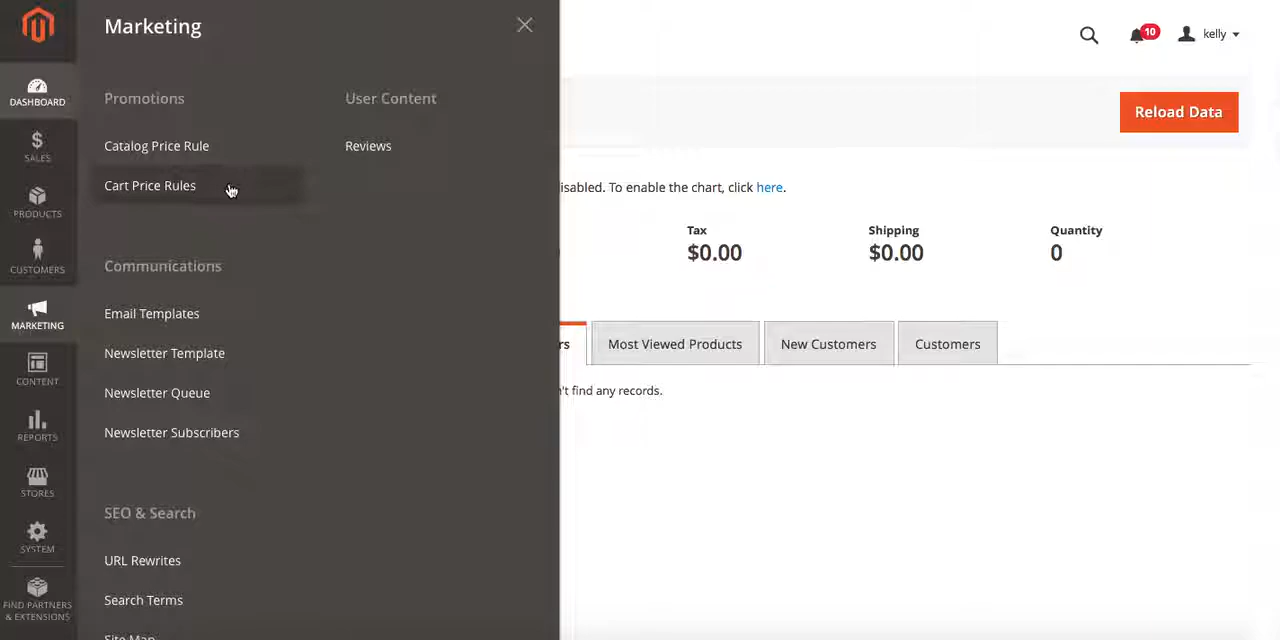 Marketing
10
kelly
DASHBOARD
Promotions
User Content
Reload Data
SALES
Catalog Price Rule
Reviews
Cart Price Rules
isabled. To enable the chart, click here.
PRODUCTS
Tax
Shipping
Quantity
$0.00
$0.00
0
CUSTOMERS
Communications
Email Templates
MARKETING
rs
Most Viewed Products
New Customers
Customers
Newsletter Template
CONTENT
Newsletter Queue
't find any records.
REPORTS
Newsletter Subscribers
STORES
SEO & Search
SYSTEM
URL Rewrites
Search Terms
FIND PARTNERS
& EXTENSIONS
Site Map